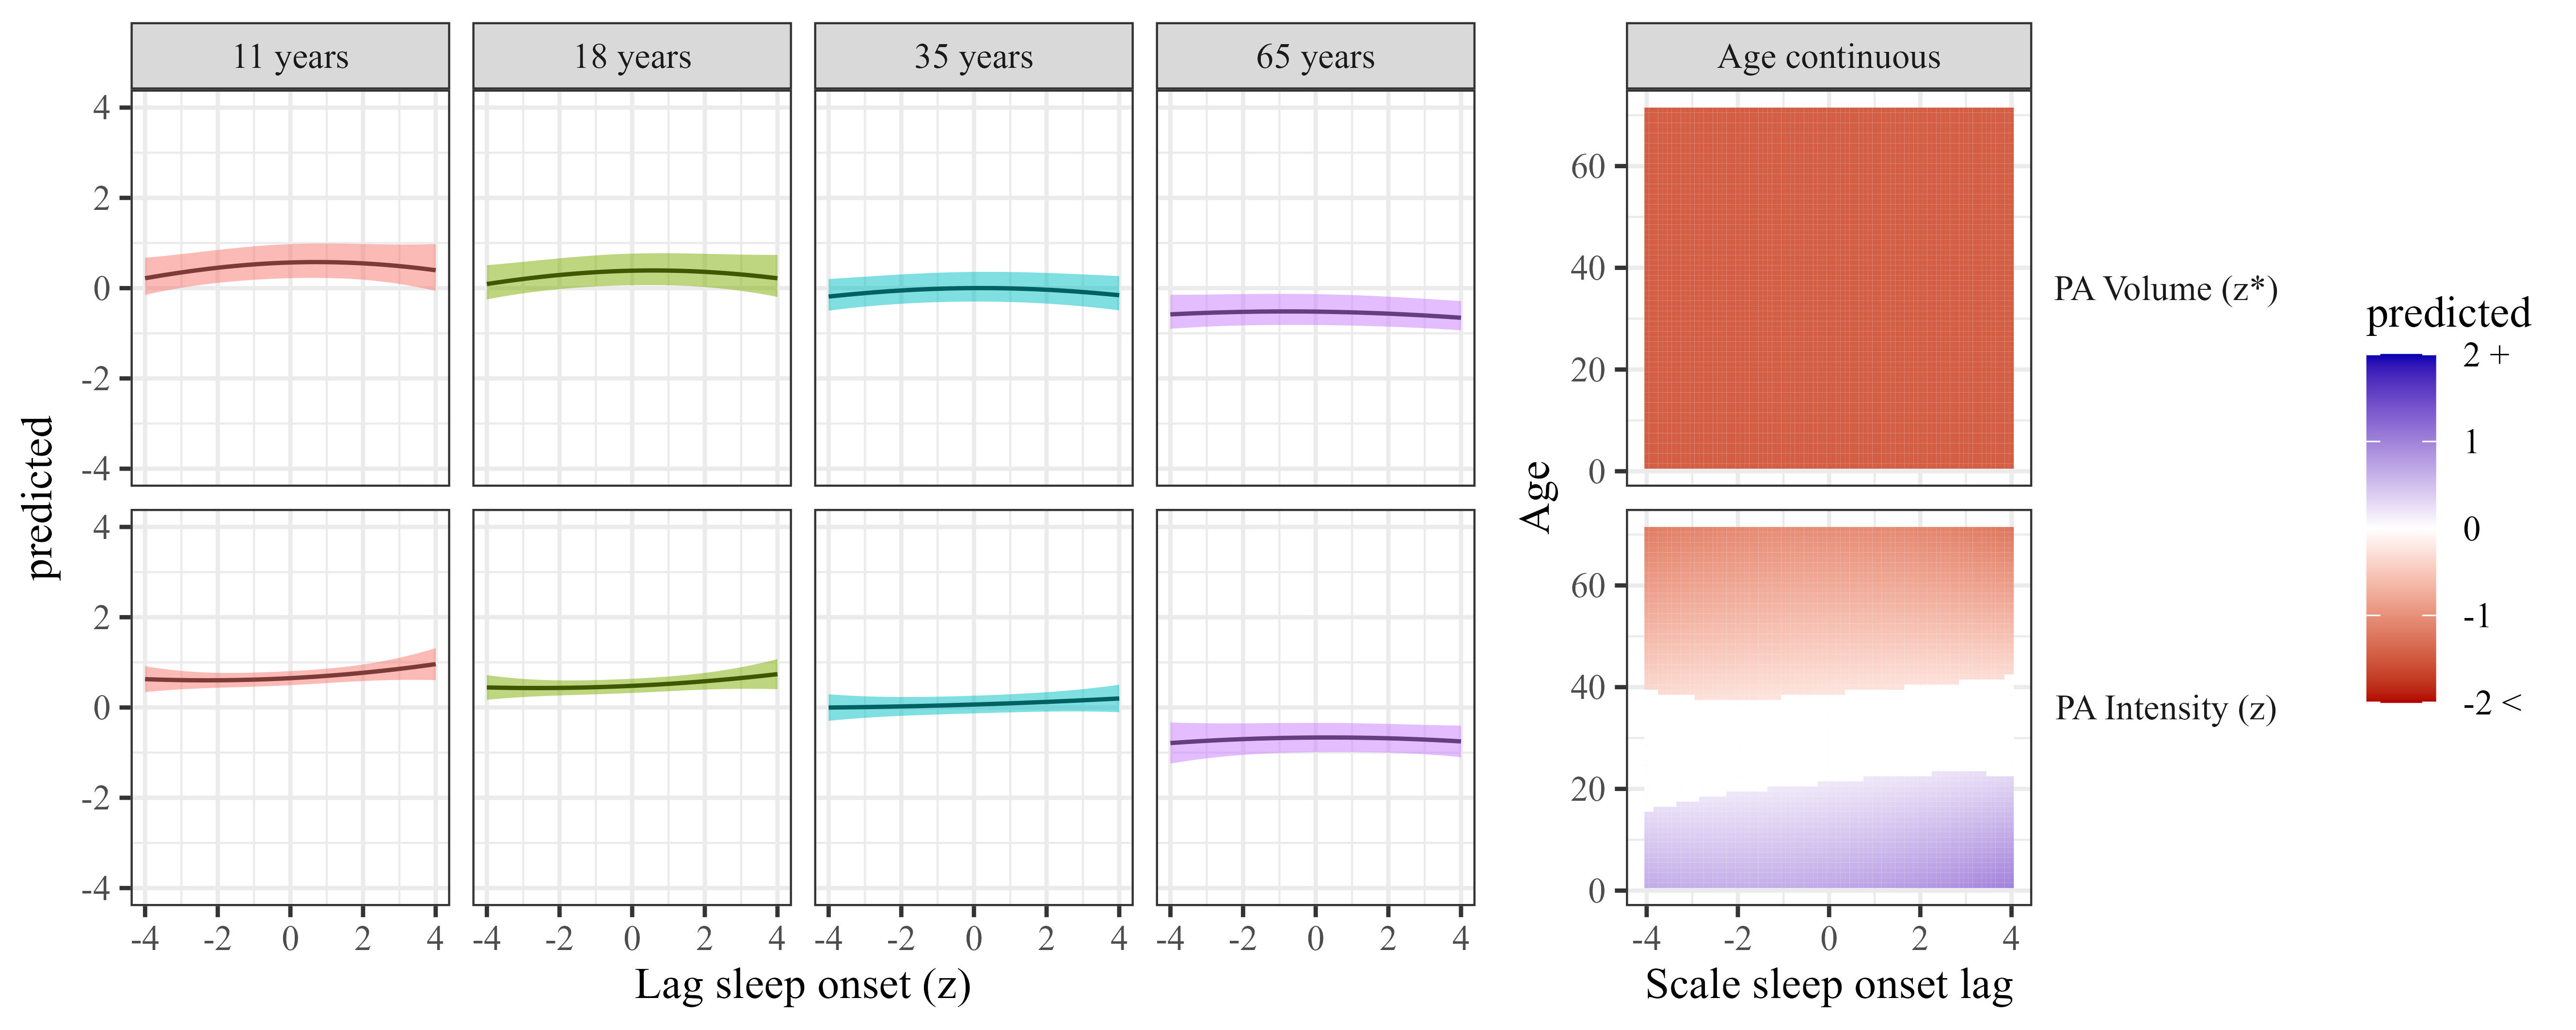 11 years 18 years 35 years 65 years Age continuous
4
2
0
-2
-4
60
40
20
0
PA Volume (z*)
4
2
0
-2
-4
60
40
20
0
PA Intensity (z)
predicted
Age
-4 -2 0 2 4 -4 -2 0 2 4 -4 -2 0 2 4 -4 -2 0 2 4 -4 -2 0 2 4
Lag sleep onset (z) Scale sleep onset lag
predicted
2 +
1
0
-1
-2 <